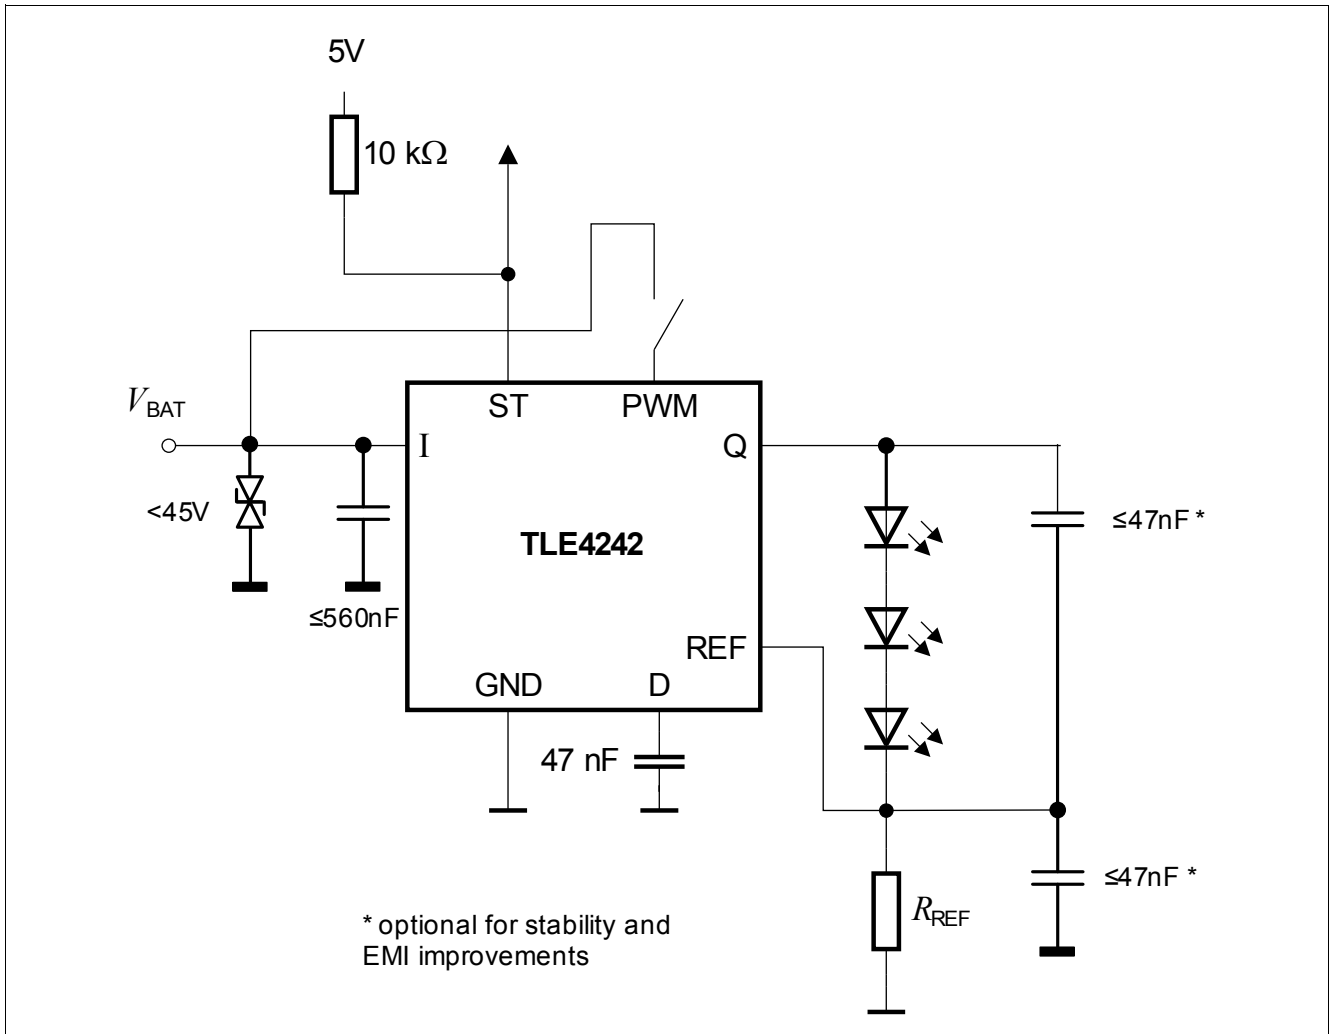 5V
10 kΩ
V_BAT
ST
PWM
I
Q
<45V
≤47nF *
TLE4242
≤560nF
REF
GND
D
47 nF
≤47nF *
R_REF
* optional for stability and
EMI improvements